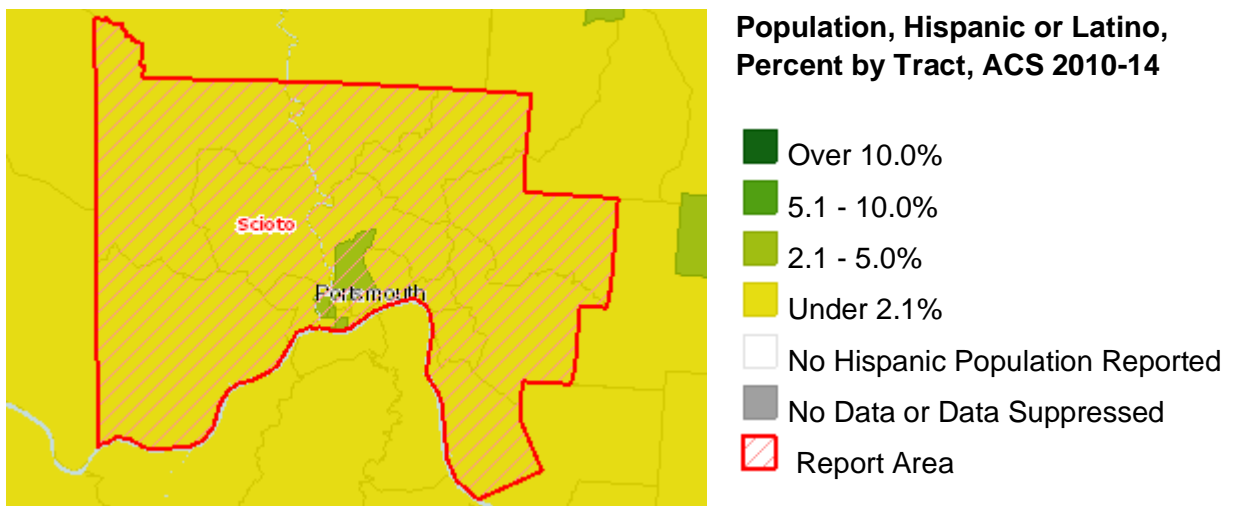 Population, Hispanic or Latino,
Percent by Tract, ACS 2010-14
Over 10.0%
5.1 - 10.0%
2.1 - 5.0%
Under 2.1%
No Hispanic Population Reported
No Data or Data Suppressed
Report Area
Scioto
Portsmouth